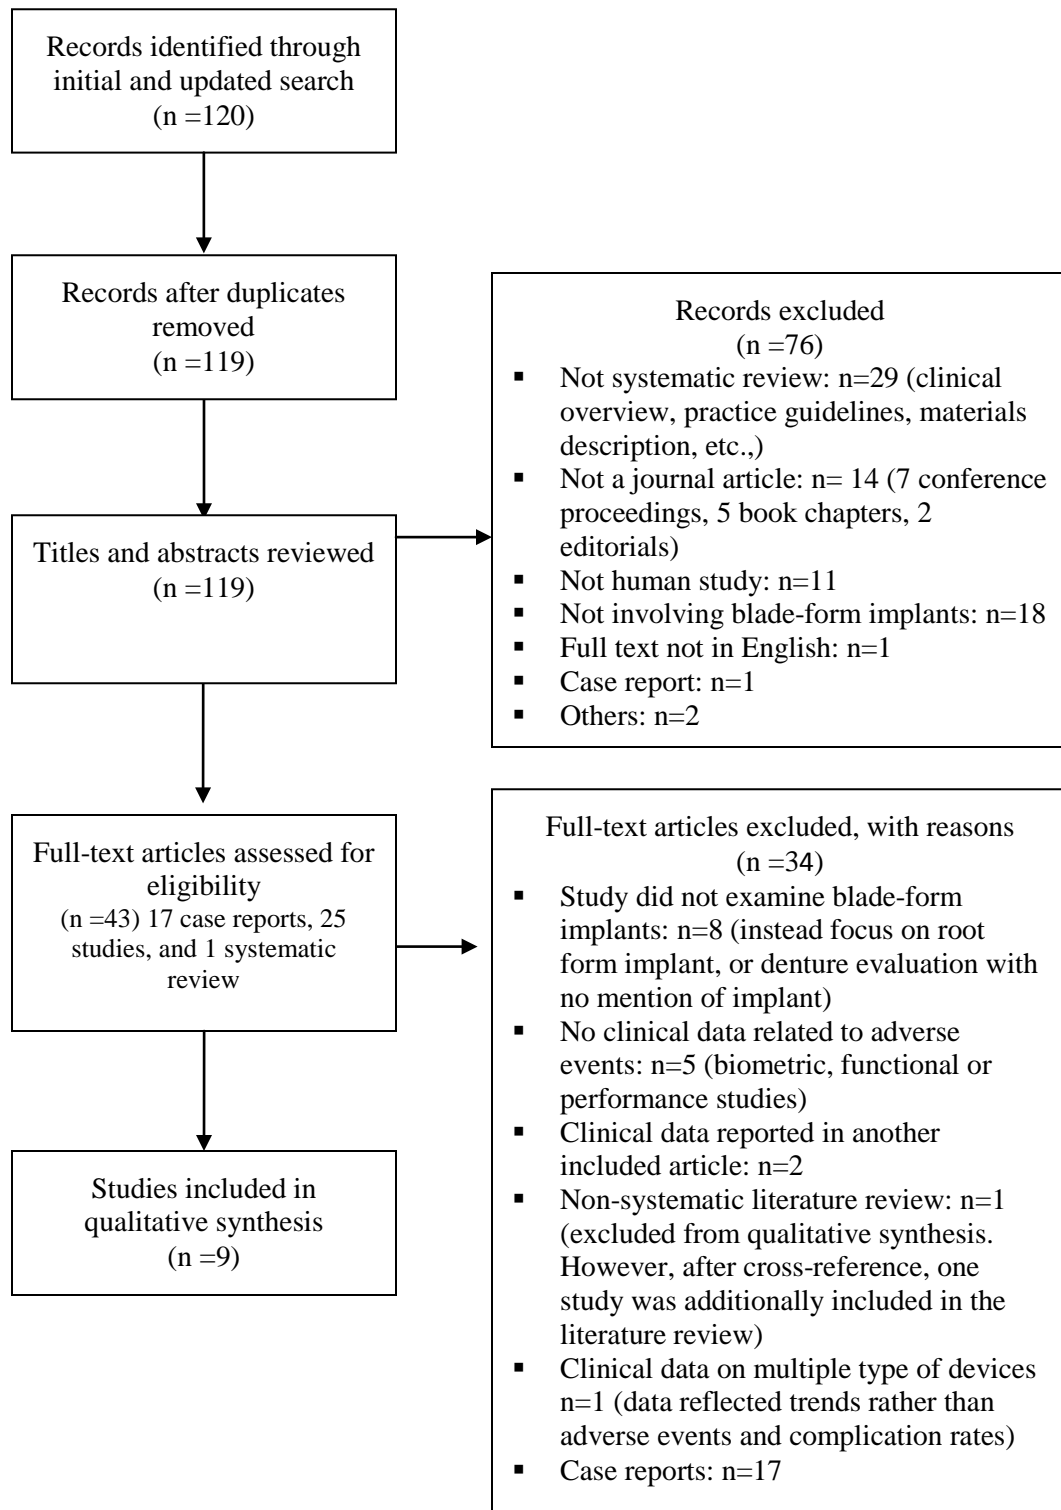 Records identified through
initial and updated search
(n =120)
Records after duplicates
removed
(n =119)
Titles and abstracts reviewed
(n =119)
Records excluded
(n =76)
▪ Not systematic review: n=29 (clinical
overview, practice guidelines, materials
description, etc.,)
▪ Not a journal article: n= 14 (7 conference
proceedings, 5 book chapters, 2
editorials)
▪ Not human study: n=11
▪ Not involving blade-form implants: n=18
▪ Full text not in English: n=1
▪ Case report: n=1
▪ Others: n=2
Full-text articles assessed for
eligibility
(n =43) 17 case reports, 25
studies, and 1 systematic
review
Full-text articles excluded, with reasons
(n =34)
▪ Study did not examine blade-form
implants: n=8 (instead focus on root
form implant, or denture evaluation with
no mention of implant)
▪ No clinical data related to adverse
events: n=5 (biometric, functional or
performance studies)
▪ Clinical data reported in another
included article: n=2
▪ Non-systematic literature review: n=1
(excluded from qualitative synthesis.
However, after cross-reference, one
study was additionally included in the
literature review)
▪ Clinical data on multiple type of devices
n=1 (data reflected trends rather than
adverse events and complication rates)
▪ Case reports: n=17
Studies included in
qualitative synthesis
(n =9)